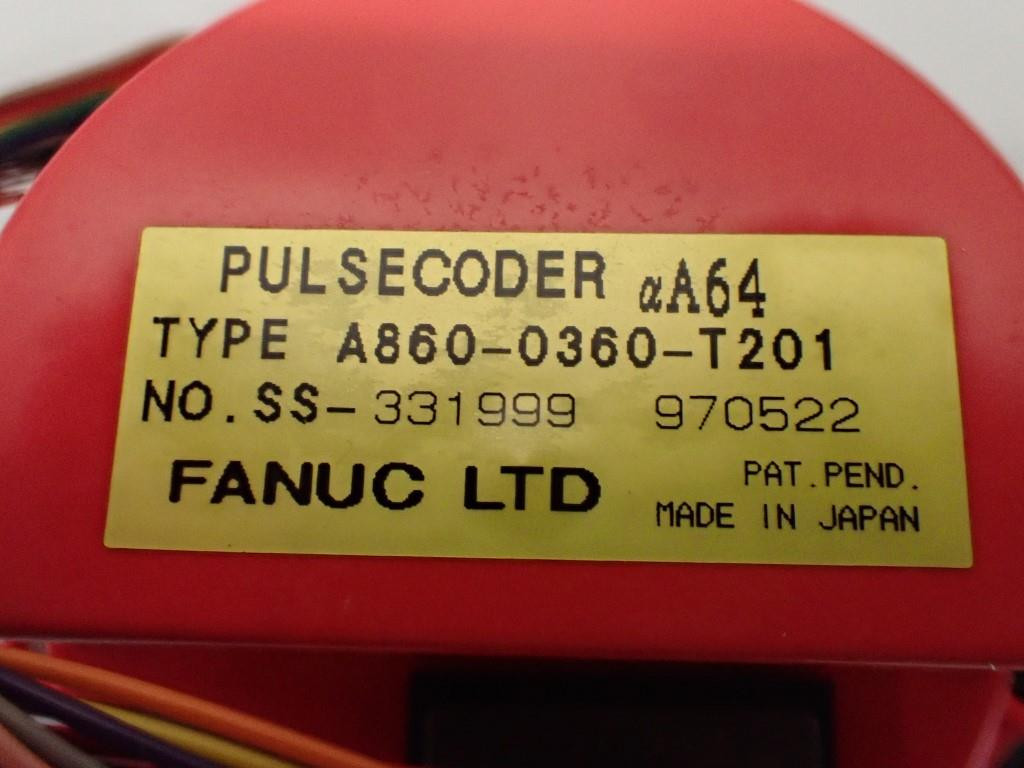 PULSECODER αA64
TYPE A860-0360-T201
NO.SS-331999 970522
FANUC LTD
PAT.PEND.
MADE IN JAPAN